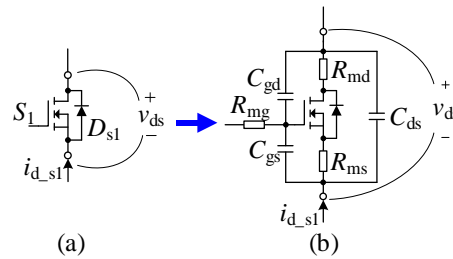 S1
Ds1
+
vds
−
id_s1
(a)
Cgd
Rmd
Rmg
Cgs
Rms
Cds
+
vd
−
id_s1
(b)